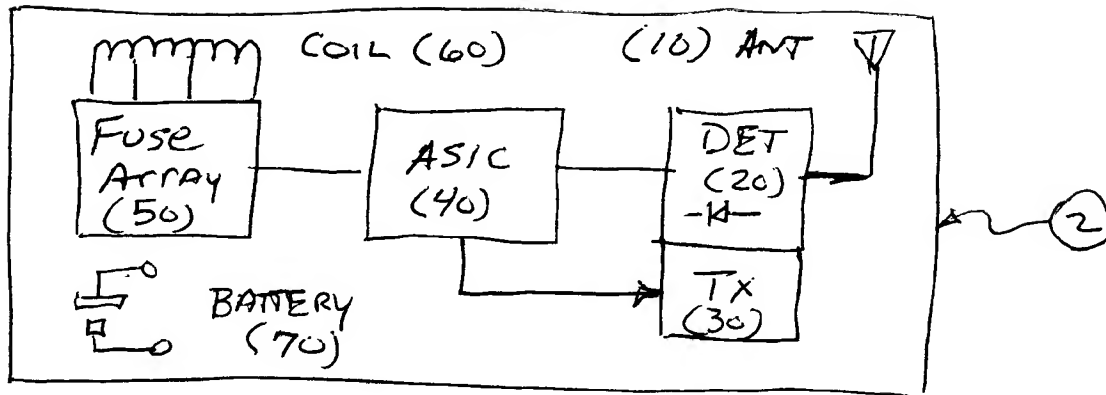 COIL (60)
(10) ANT
Fuse
Array
(50)
ASIC
(40)
DET
(20)
TX
(30)
BATTERY
(70)
2